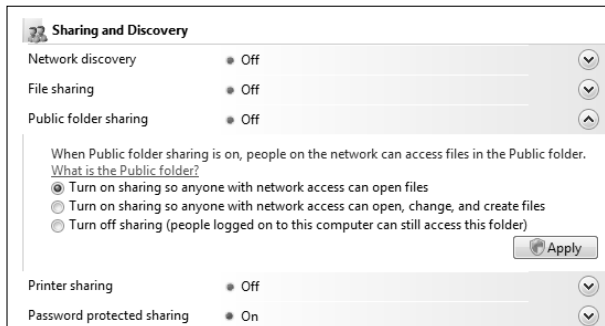 Sharing and Discovery
Network discovery Off
File sharing Off
Public folder sharing Off
When Public folder sharing is on, people on the network can access files in the Public folder.
What is the Public folder?
Turn on sharing so anyone with network access can open files
Turn on sharing so anyone with network access can open, change, and create files
Turn off sharing (people logged on to this computer can still access this folder)
Apply
Printer sharing Off
Password protected sharing On